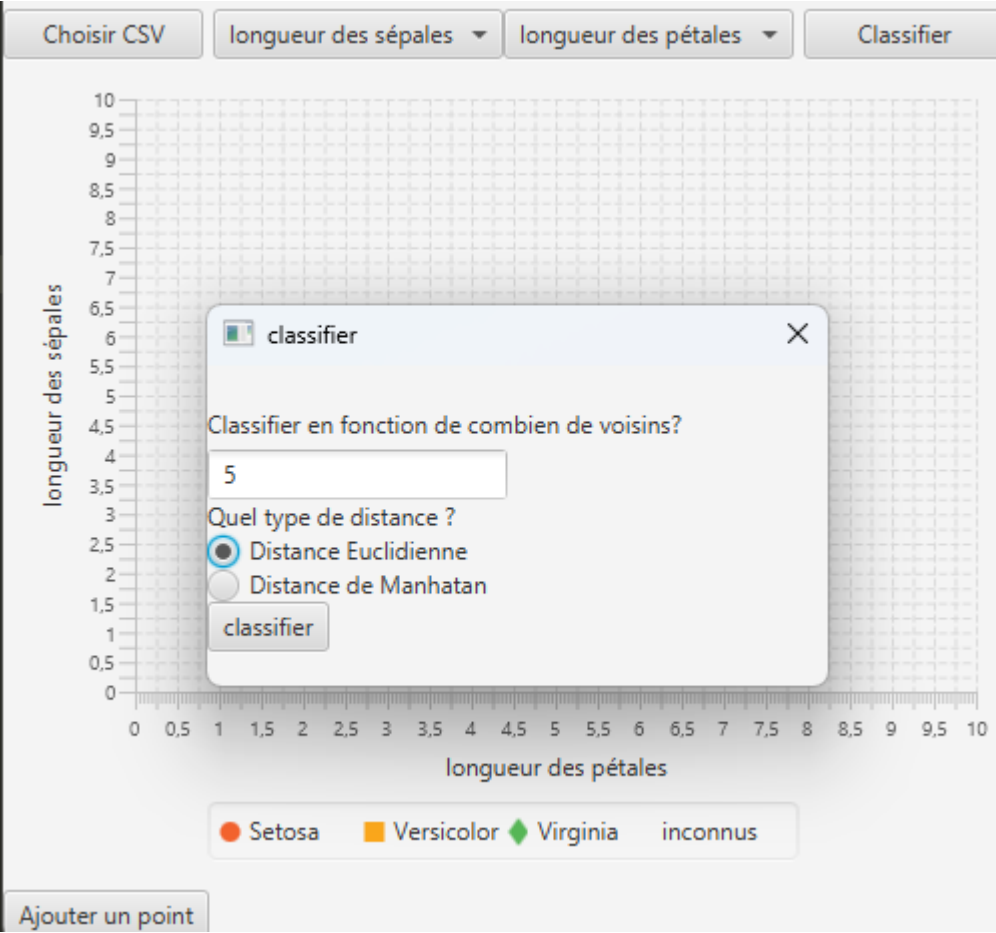 Choisir CSV
longueur des sépales
longueur des pétales
Classifier
10
9,5
9
8,5
8
7,5
7
6,5
6
5,5
5
4,5
4
3,5
3
2,5
2
1,5
1
0,5
0
longueur des sépales
classifier
Classifier en fonction de combien de voisins?
5
Quel type de distance ?
Distance Euclidienne
Distance de Manhatan
classifier
0 0,5 1 1,5 2 2,5 3 3,5 4 4,5 5 5,5 6 6,5 7 7,5 8 8,5 9 9,5 10
longueur des pétales
Setosa Versicolor Virginia inconnus
Ajouter un point